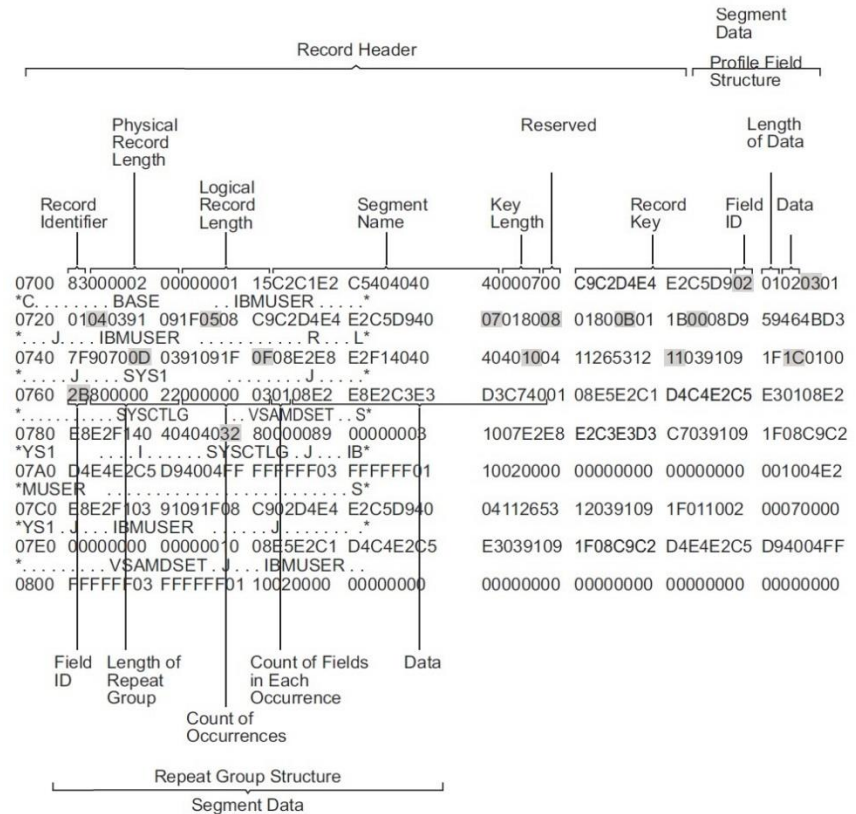 Segment
Data
Record Header
Profile Field
Structure
Physical
Record
Length
Reserved
Length
of Data
Logical
Record
Length
Record
Identifier
Segment
Name
Key
Length
Record
Key
Field
ID
Data
0700 83000002 00000001 15C2C1E2 C5404040 40000700 C9C2D4E4 E2C5D902 01020301
*C. . . . . . . . BASE . . IBMUSER . . . . .*
0720 01040391 091F0508 C9C2D4E4 E2C5D940 07018008 01800B01 1B0008D9 59464BD3
*. . . J. . . . IBMUSER . . . . . . . . . . R . . L*
0740 7F90700D 0391091F 0F08E2E8 E2F14040 40401004 11265312 11039109 1F1C0100
*. . . . .J . . . . SYS1 . . . . . . . . .J . . . . . *
0760 2B800000 22000000 030108E2 E8E2C3E3 D3C74001 08E5E2C1 D4C4E2C5 E30108E2
*. . . . . . . . . .SYSCTLG . . .VSAMDSET . . S*
0780 E8E2F140 40404032 80000089 00000003 1007E2E8 E2C3E3D3 C7039109 1F08C9C2
*YS1 . . . .I . . . . . SYSCTLG . J . . . IB*
07A0 D4E4E2C5 D94004FF FFFFFF03 FFFFFF01 10020000 00000000 00000000 001004E2
*MUSER . . . . . . . . . . . . . . . . . . . . . . S*
07C0 E8E2F103 91091F08 C902D4E4 E2C5D940 04112653 12039109 1F011002 00070000
*YS1 . J . . . IBMUSER . . . . . . . J. . . . . . . . *
07E0 00000000 00000010 08E5E2C1 D4C4E2C5 E3039109 1F08C9C2 D4E4E2C5 D94004FF
*. . . . . . . . . VSAMDSET . J. . . IBMUSER . .
0800 FFFFFF03 FFFFFF01 10020000 00000000 00000000 00000000 00000000 00000000
Field
ID
Length of
Repeat
Group
Count of Fields
in Each
Occurrence
Data
Count of
Occurrences
Repeat Group Structure
Segment Data